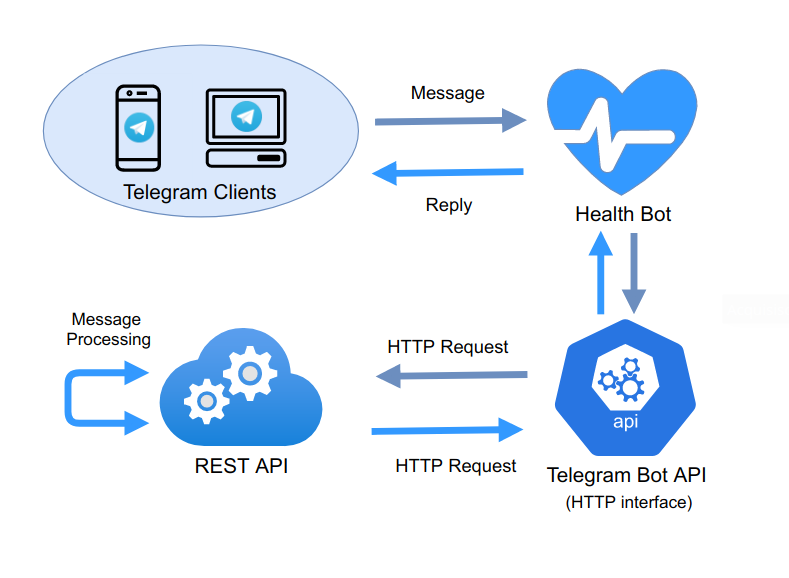 Message
Telegram Clients
Reply
Health Bot
Message
Processing
HTTP Request
api
REST API
HTTP Request
Telegram Bot API
(HTTP interface)